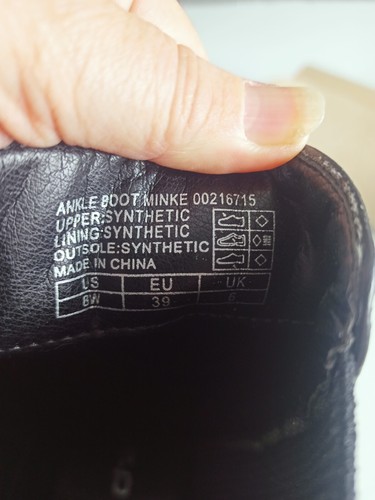 ANKLE BOOT MINKE 00216715
UPPER:SYNTHETIC
LINING:SYNTHETIC
OUTSOLE:SYNTHETIC
MADE IN CHINA
US EU UK
8W 39 6